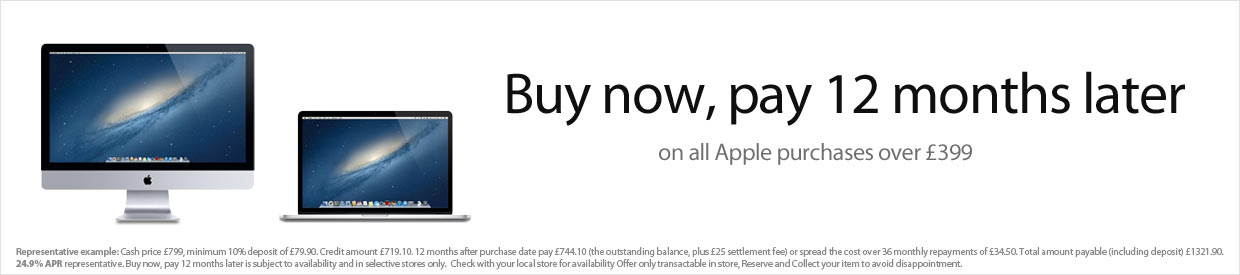 Buy now, pay 12 months later
on all Apple purchases over £399
Representative example: Cash price £799, minimum 10% deposit of £79.90. Credit amount £719.10. 12 months after purchase date pay £744.10 (the outstanding balance, plus £25 settlement fee) or spread the cost over 36 monthly repayments of £34.50. Total amount payable (including deposit) £1321.90.
24.9% APR representative. Buy now, pay 12 months later is subject to availability and in selective stores only. Check with your local store for availability Offer only transactable in store, Reserve and Collect your item to avoid disappointment.